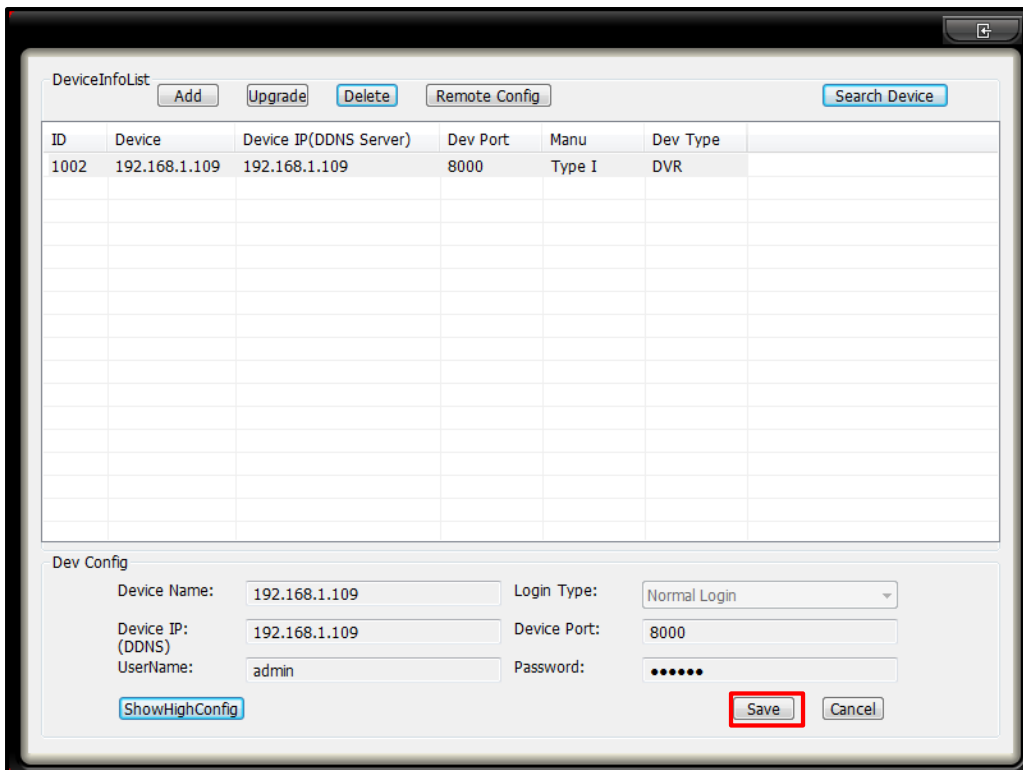 DeviceInfoList
Add Upgrade Delete Remote Config Search Device
ID Device Device IP(DDNS Server) Dev Port Manu Dev Type
1002 192.168.1.109 192.168.1.109 8000 Type I DVR
Dev Config
Device Name: 192.168.1.109 Login Type: Normal Login
Device IP: 192.168.1.109 Device Port: 8000
(DDNS)
UserName: admin Password: ●●●●●●
ShowHighConfig Save Cancel